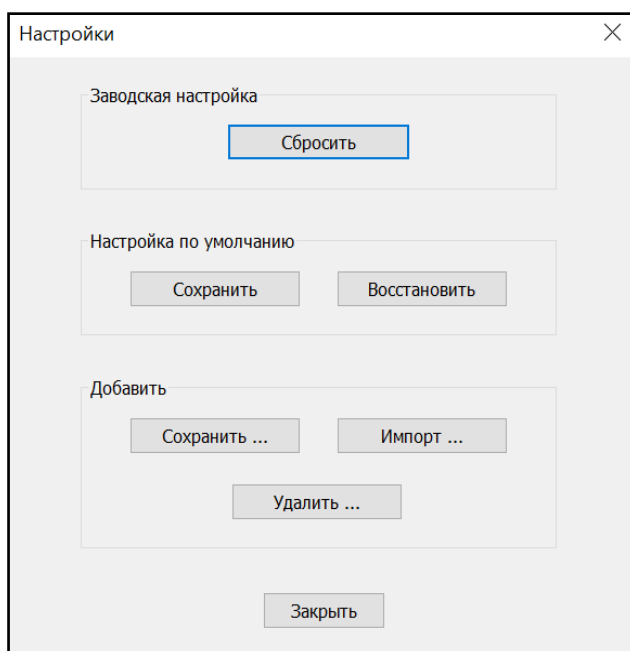 Настройки
Заводская настройка
Сбросить
Настройка по умолчанию
Сохранить Восстановить
Добавить
Сохранить ... Импорт ...
Удалить ...
Закрыть